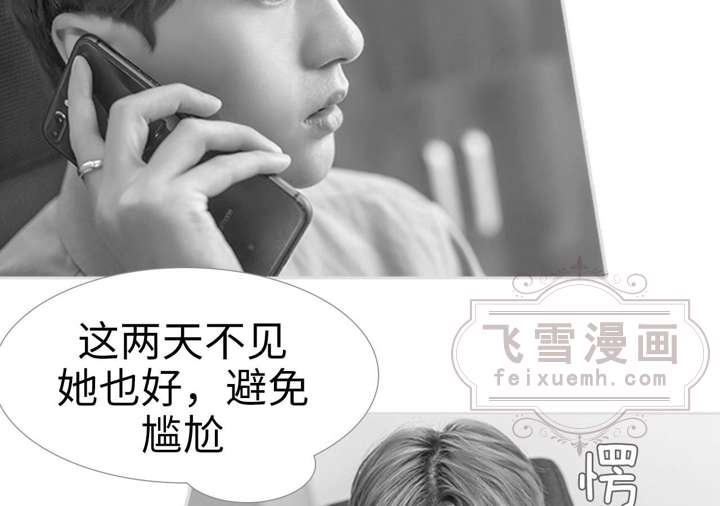 飞雪漫画
feixuemh.com
这两天不见
她也好，避免
尴尬
愣